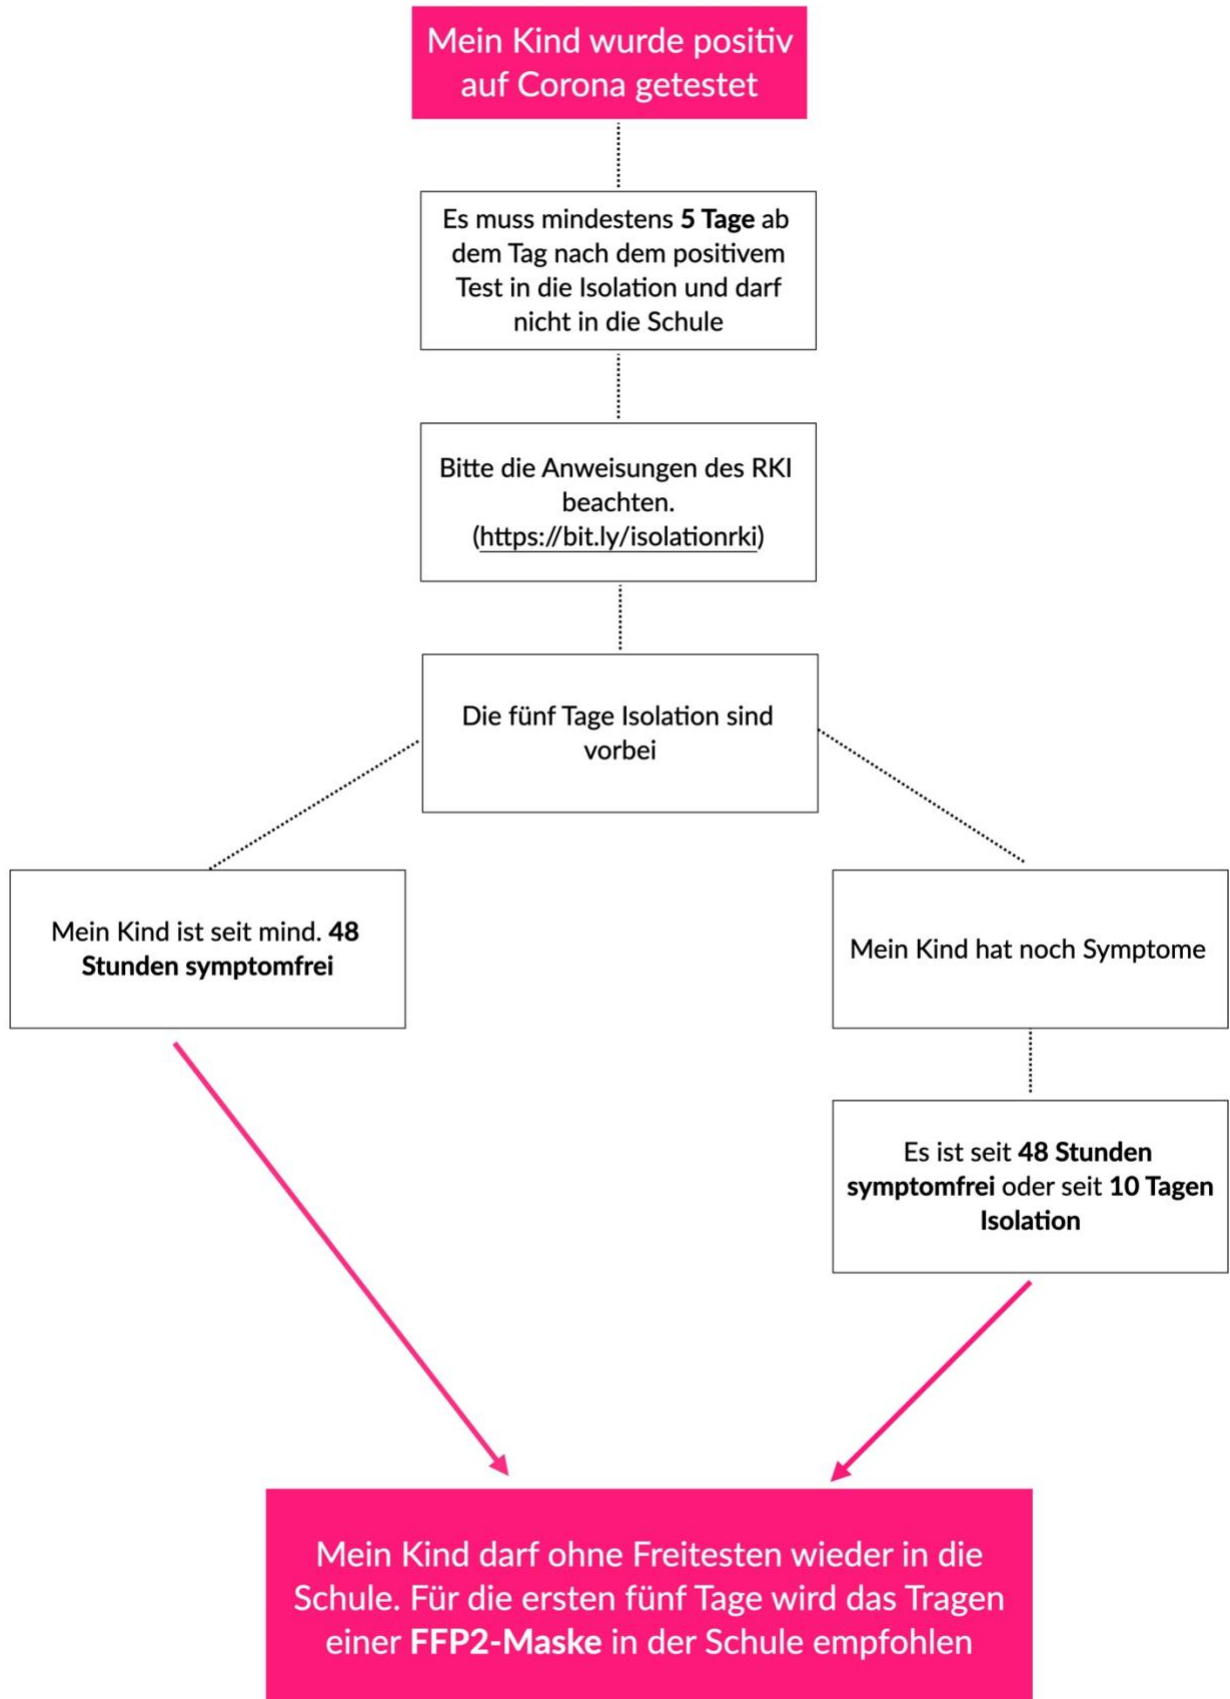 Mein Kind wurde positiv
auf Corona getestet
Es muss mindestens 5 Tage ab
dem Tag nach dem positivem
Test in die Isolation und darf
nicht in die Schule
Bitte die Anweisungen des RKI
beachten.
(https://bit.ly/isolationrki)
Die fünf Tage Isolation sind
vorbei
Mein Kind ist seit mind. 48
Stunden symptomfrei
Mein Kind hat noch Symptome
Es ist seit 48 Stunden
symptomfrei oder seit 10 Tagen
Isolation
Mein Kind darf ohne Freitesten wieder in die
Schule. Für die ersten fünf Tage wird das Tragen
einer FFP2-Maske in der Schule empfohlen